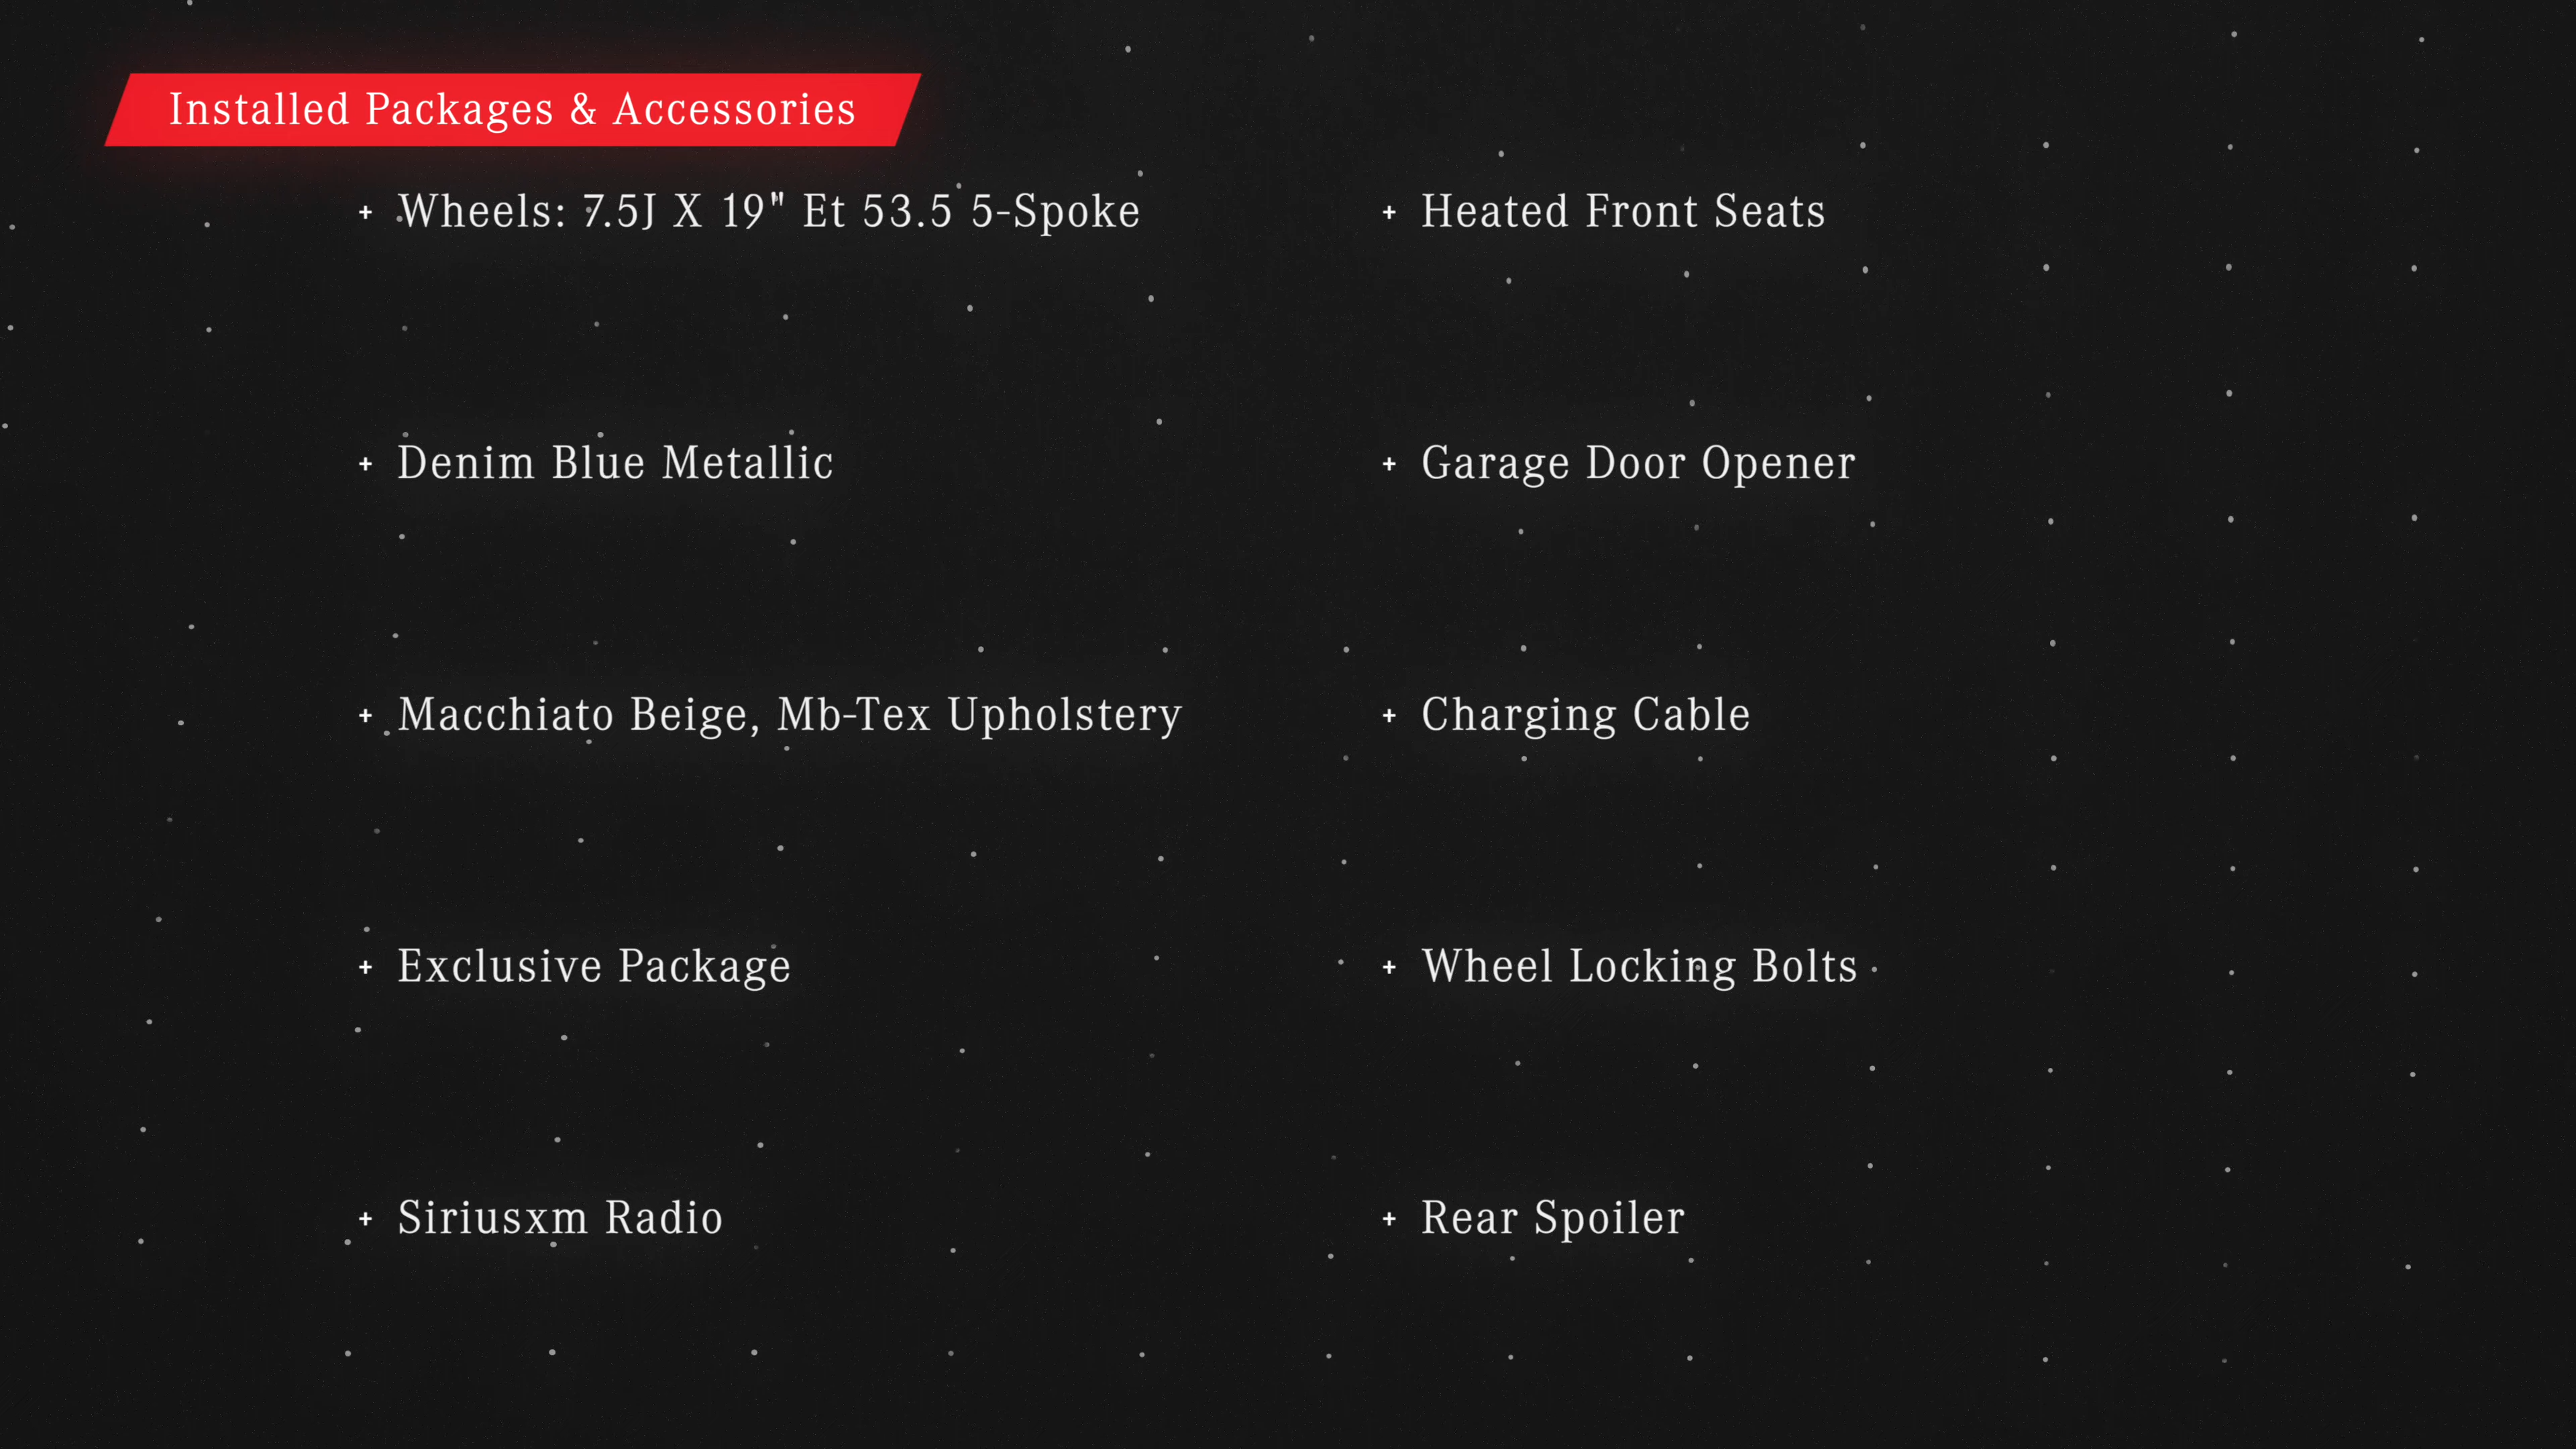 Installed Packages & Accessories
+ Wheels: 7.5J X 19" Et 53.5 5-Spoke
+ Denim Blue Metallic
+ Macchiato Beige, Mb-Tex Upholstery
+ Exclusive Package
+ Siriusxm Radio
+ Heated Front Seats
+ Garage Door Opener
+ Charging Cable
+ Wheel Locking Bolts
+ Rear Spoiler